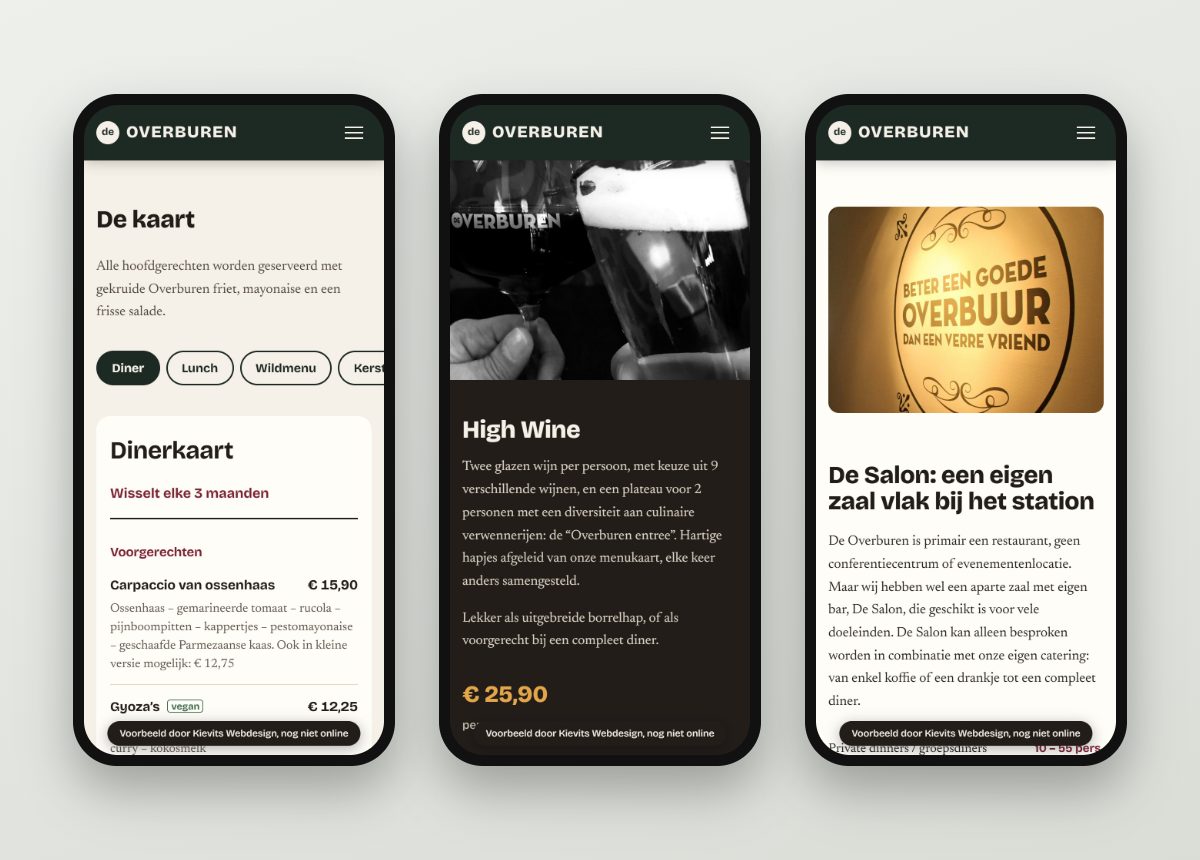 de OVERBUREN
De kaart
Alle hoofdgerechten worden geserveerd met
gekruide Overburen friet, mayonaise en een
frisse salade.
Diner Lunch Wildmenu Kerst
Dinerkaart
Wisselt elke 3 maanden
Voorgerechten
Carpaccio van ossenhaas € 15,90
Ossenhaas – gemarineerde tomaat – rucola –
pijnboompitten – kappertjes – pestomayonaise
– geschaafde Parmezaanse kaas. Ook in kleine
versie mogelijk: € 12,75
Gyoza’s vegan € 12,25
Voorbeeld door Kievits Webdesign, nog niet online
curry – kokosmelk
de OVERBUREN
DE OVERBUREN
High Wine
Twee glazen wijn per persoon, met keuze uit 9
verschillende wijnen, en een plateau voor 2
personen met een diversiteit aan culinaire
verwennerijen: de “Overburen entree”. Hartige
hapjes afgeleid van onze menukaart, elke keer
anders samengesteld.
Lekker als uitgebreide borrelhap, of als
voorgerecht bij een compleet diner.
€ 25,90
Voorbeeld door Kievits Webdesign, nog niet online
de OVERBUREN
BETER EEN GOEDE
OVERBUUR
DAN EEN VERRE VRIEND
De Salon: een eigen
zaal vlak bij het station
De Overburen is primair een restaurant, geen
conferentiecentrum of evenementenlocatie.
Maar wij hebben wel een aparte zaal met eigen
bar, De Salon, die geschikt is voor vele
doeleinden. De Salon kan alleen besproken
worden in combinatie met onze eigen catering:
van enkel koffie of een drankje tot een compleet
diner.
Voorbeeld door Kievits Webdesign, nog niet online
Private dinners / groepsdiners 10 – 55 pers.